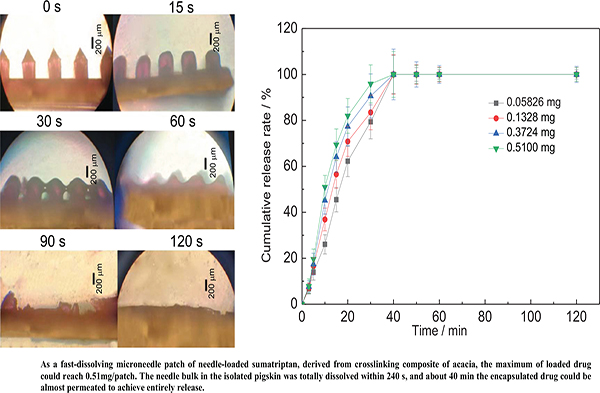 0 s
15 s
200 μm
200 μm
30 s
60 s
200 μm
200 μm
90 s
120 s
200 μm
200 μm
Cumulative release rate / %
120
100
80
60
40
20
0
0.05826 mg
0.1328 mg
0.3724 mg
0.5100 mg
0 20 40 60 80 100 120
Time / min
As a fast-dissolving microneedle patch of needle-loaded sumatriptan, derived from crosslinking composite of acacia, the maximum of loaded drug
could reach 0.51mg/patch. The needle bulk in the isolated pigskin was totally dissolved within 240 s, and about 40 min the encapsulated drug could be
almost permeated to achieve entirely release.